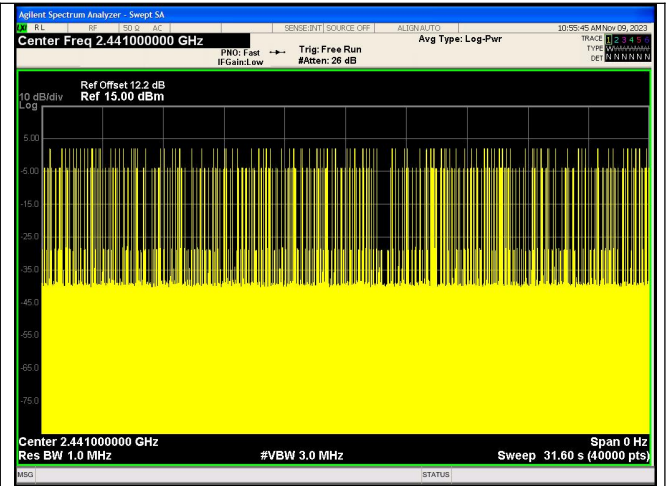 Agilent Spectrum Analyzer - Swept SA
RL RF 50 Ω AC SENSE:INT SOURCE OFF ALIGN AUTO 10:55:45 AM Nov 09, 2023
Center Freq 2.441000000 GHz Avg Type: Log-Pwr TRACE 1 2 3 4 5 6
PNO: Fast Trig: Free Run TYPE W
IFGain:Low #Atten: 26 dB DET N N N N N N
Ref Offset 12.2 dB
10 dB/div Ref 15.00 dBm
Log
5.00
-5.00
-15.0
-25.0
-35.0
-45.0
-55.0
-65.0
-75.0
Center 2.441000000 GHz Span 0 Hz
Res BW 1.0 MHz #VBW 3.0 MHz Sweep 31.60 s (40000 pts)
MSG STATUS